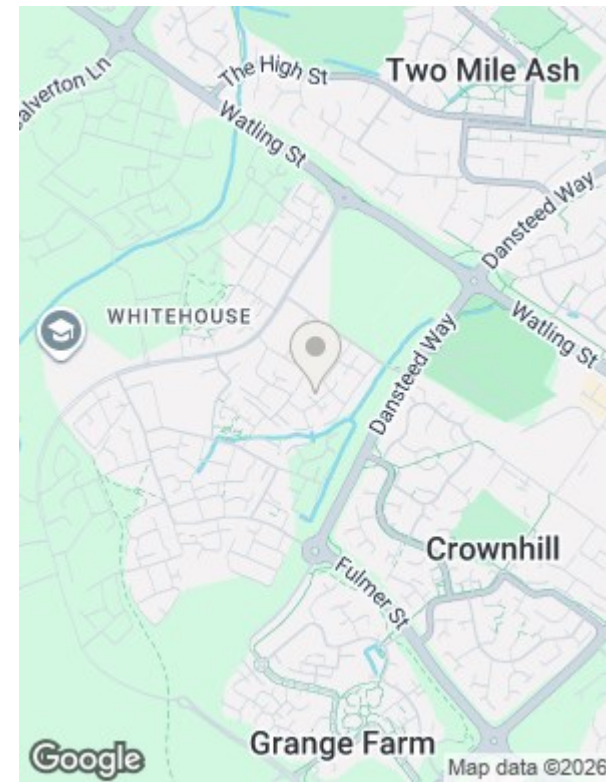 Calverton Ln
The High St
Two Mile Ash
Watling St
Dansteed Way
WHITEHOUSE
Watling St
Dansteed Way
Crownhill
Fulmer St
Grange Farm
Google
Map data ©2026